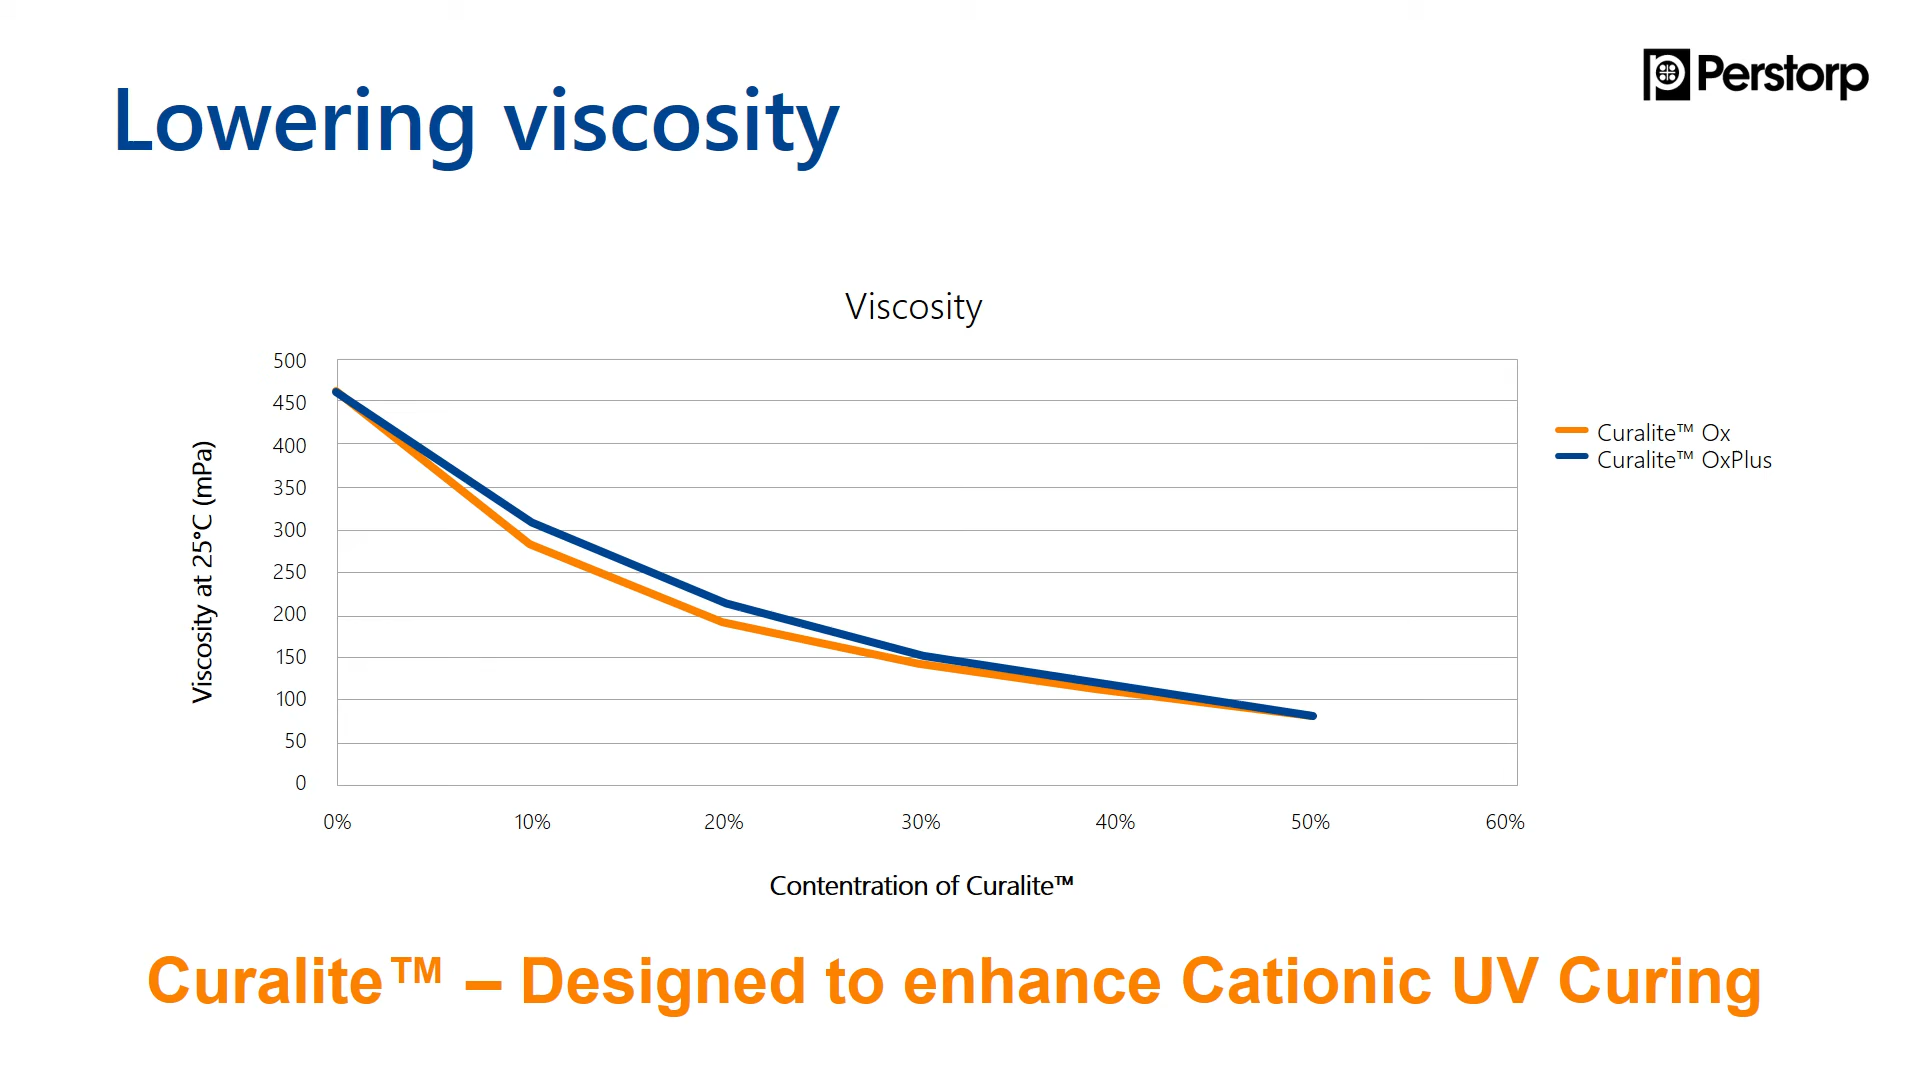 Perstorp
Lowering viscosity
Viscosity
500
450
400
350
300
250
200
150
100
50
0
Viscosity at 25°C (mPa)
Curalite™ Ox
Curalite™ OxPlus
0% 10% 20% 30% 40% 50% 60%
Contentration of Curalite™
Curalite™ – Designed to enhance Cationic UV Curing